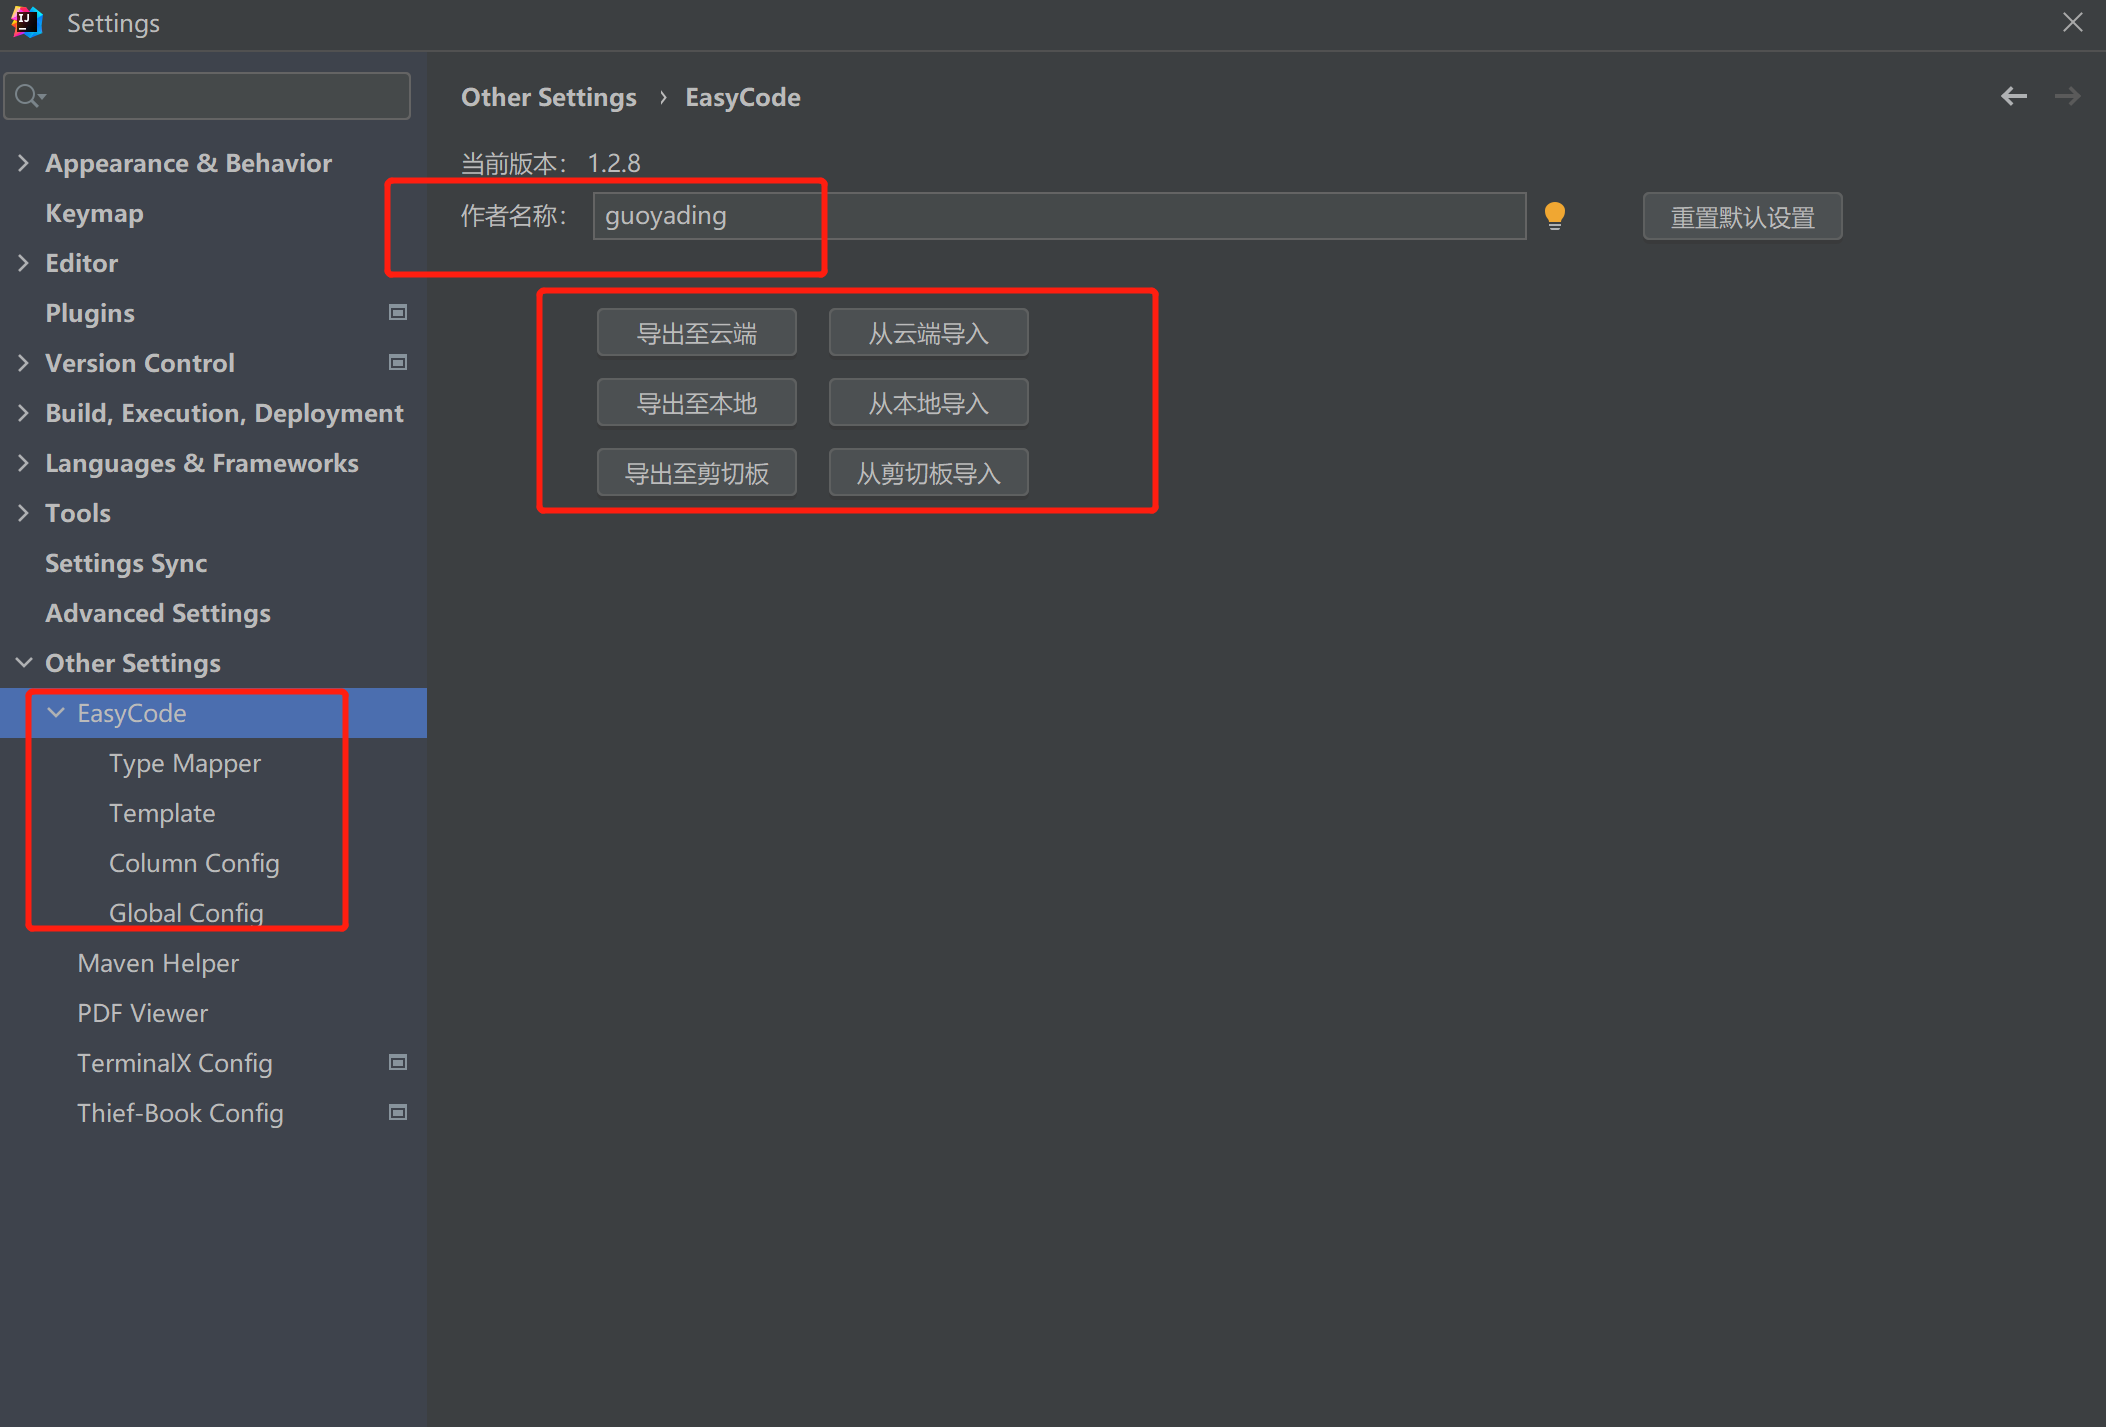 IJ
Settings
Appearance & Behavior
Keymap
Editor
Plugins
Version Control
Build, Execution, Deployment
Languages & Frameworks
Tools
Settings Sync
Advanced Settings
Other Settings
EasyCode
Type Mapper
Template
Column Config
Global Config
Maven Helper
PDF Viewer
TerminalX Config
Thief-Book Config
Other Settings › EasyCode
当前版本： 1.2.8
作者名称： guoyading 重置默认设置
导出至云端 从云端导入
导出至本地 从本地导入
导出至剪切板 从剪切板导入